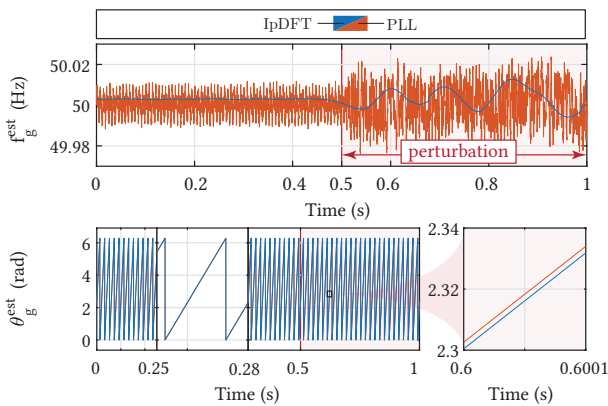 IpDFT PLL
f_g^est (Hz)
50.02
50
49.98
perturbation
0 0.2 0.4 0.5 0.6 0.8 1
Time (s)
θ_g^est (rad)
6
4
2
0
0.25 0.28 0.5 1
0
Time (s)
2.34
2.32
2.3
0.6 0.6001
Time (s)